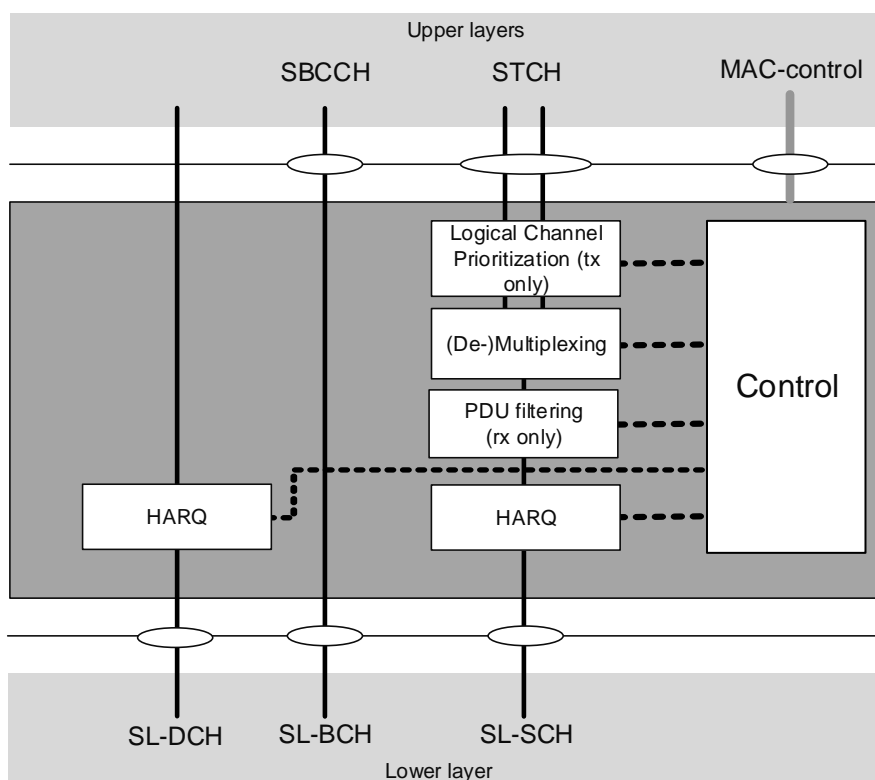 Upper layers
SBCCH
STCH
MAC-control
Logical Channel
Prioritization (tx
only)
(De-)Multiplexing
PDU filtering
(rx only)
Control
HARQ
HARQ
SL-DCH
SL-BCH
SL-SCH
Lower layer